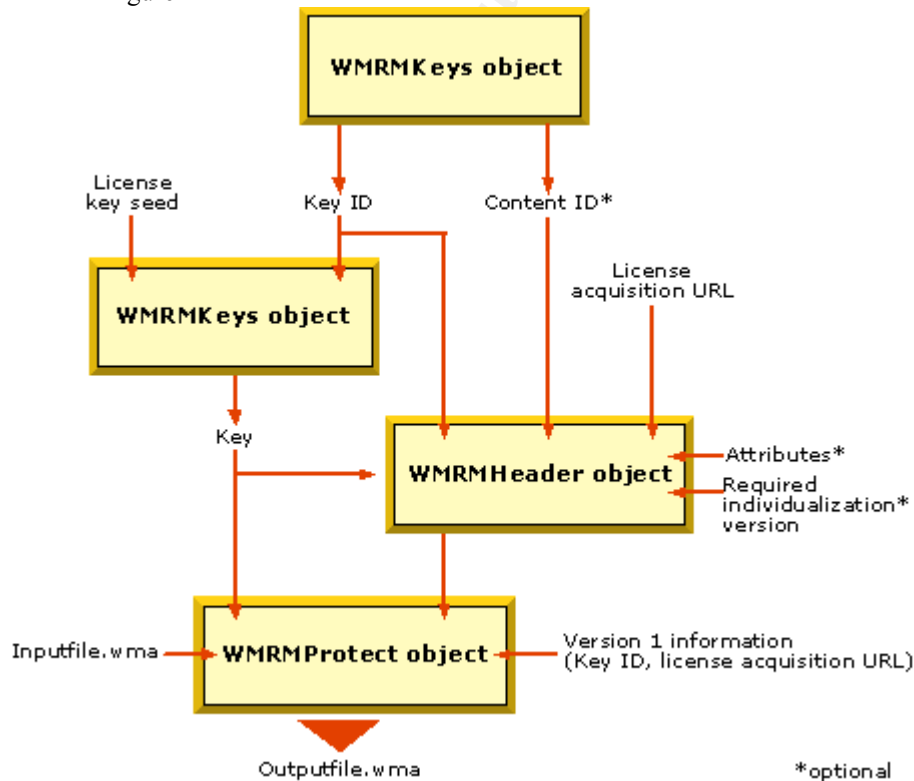 WMRMKeys object
License
key seed
Key ID
Content ID*
License
acquisition URL
WMRMKeys object
Key
WMRMHeader object
Attributes*
Required
individualization*
version
Inputfile.wma
WMRMProtect object
Version 1 information
(Key ID, license acquisition URL)
Outputfile.wma
*optional